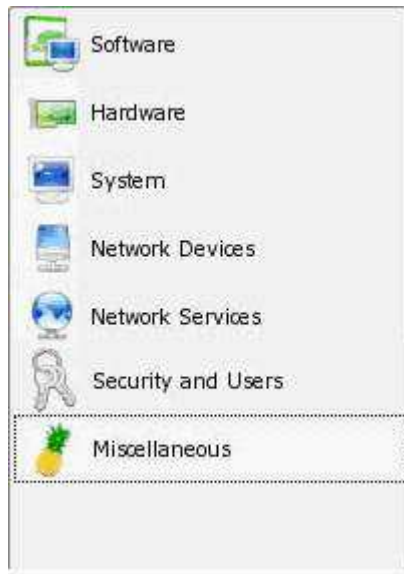 Software
Hardware
System
Network Devices
Network Services
Security and Users
Miscellaneous